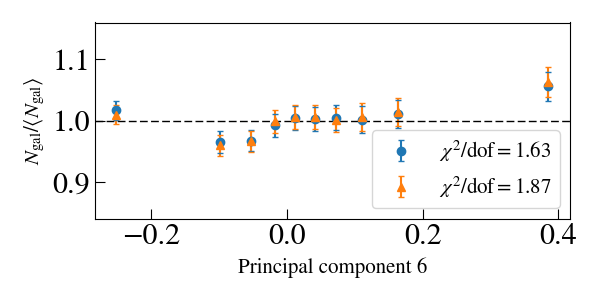 1.1
1.0
0.9
N_gal/⟨N_gal⟩
χ²/dof = 1.63
χ²/dof = 1.87
−0.2 0.0 0.2 0.4
Principal component 6